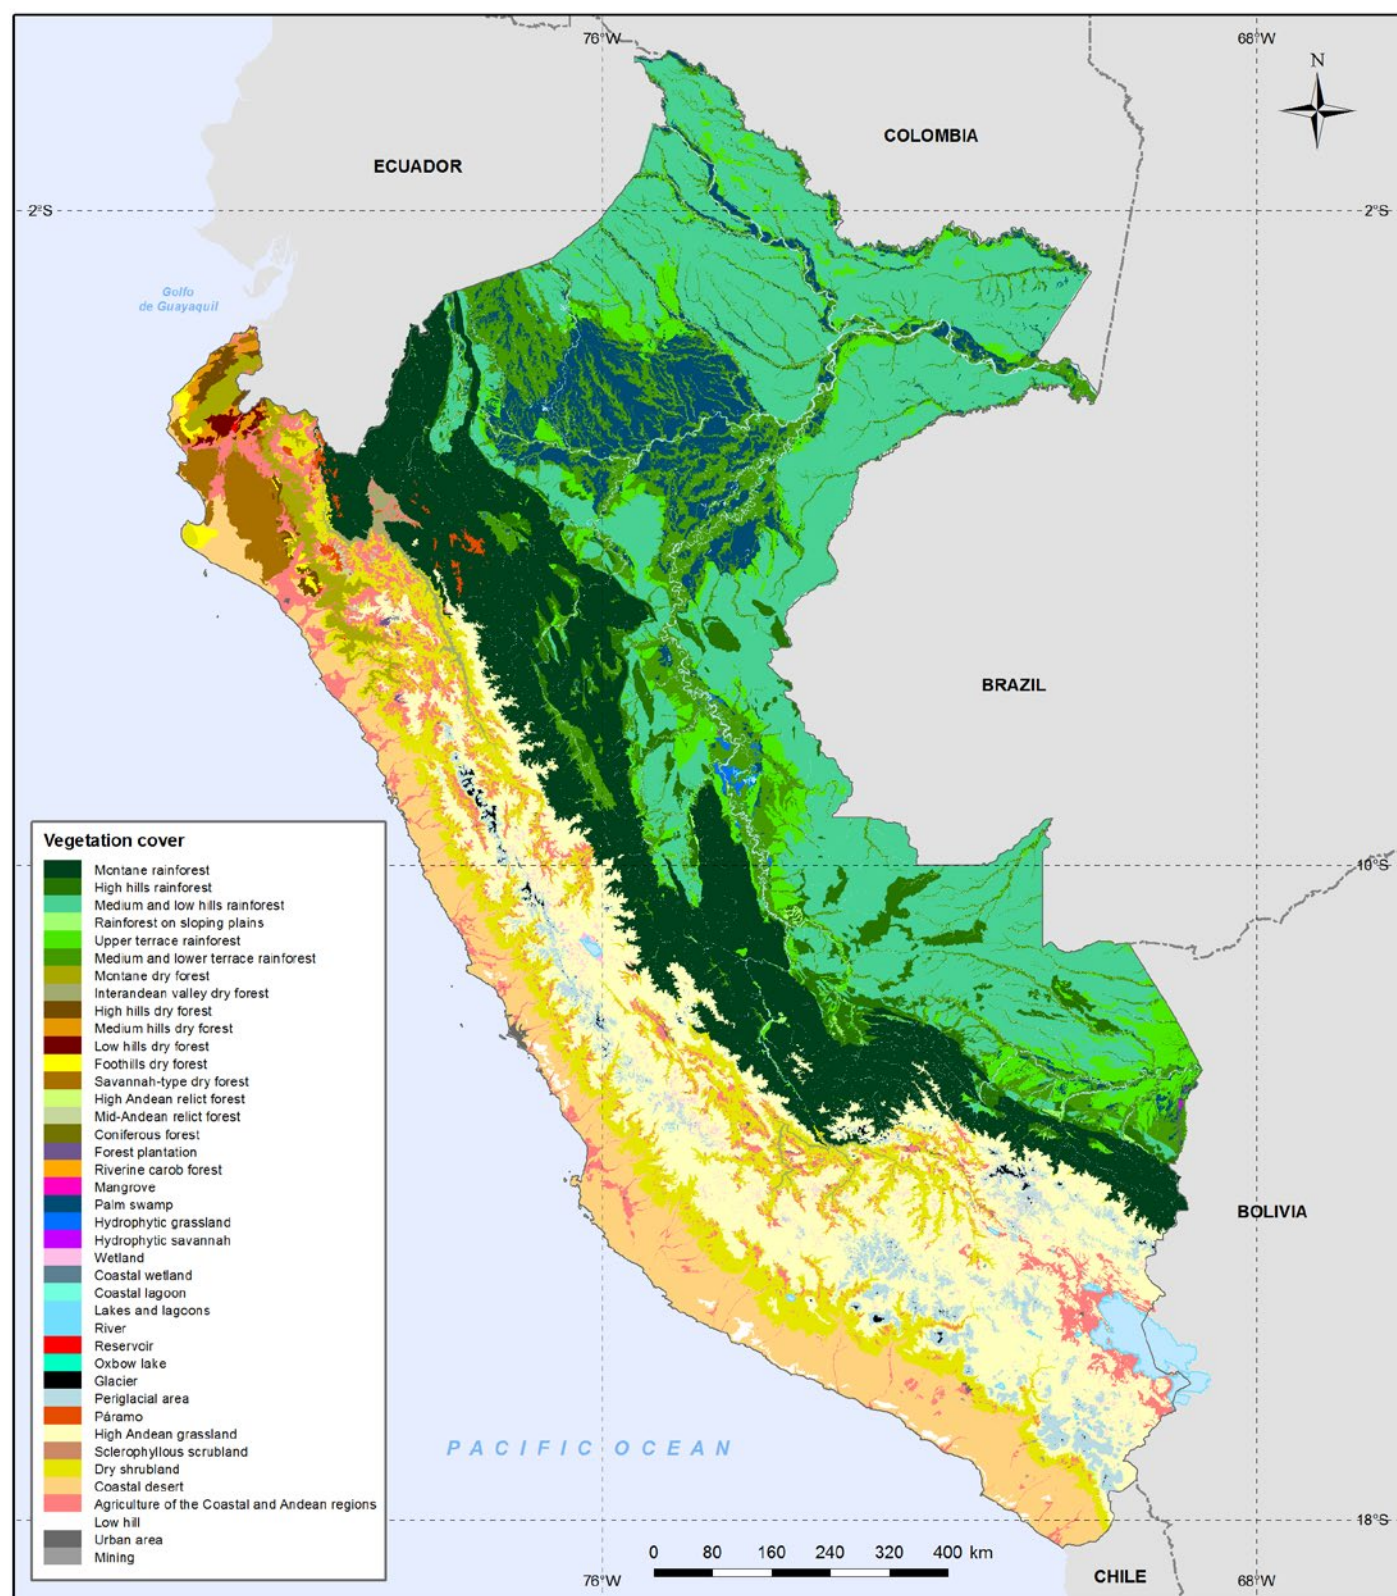 76°W
68°W
N
COLOMBIA
ECUADOR
2°S
2°S
Golfo
de Guayaquil
BRAZIL
Vegetation cover
Montane rainforest
High hills rainforest
Medium and low hills rainforest
Rainforest on sloping plains
Upper terrace rainforest
Medium and lower terrace rainforest
Montane dry forest
Interandean valley dry forest
High hills dry forest
Medium hills dry forest
Low hills dry forest
Foothills dry forest
Savannah-type dry forest
High Andean relict forest
Mid-Andean relict forest
Coniferous forest
Forest plantation
Riverine carob forest
Mangrove
Palm swamp
Hydrophytic grassland
Hydrophytic savannah
Wetland
Coastal wetland
Coastal lagoon
Lakes and lagoons
River
Reservoir
Oxbow lake
Glacier
Periglacial area
Páramo
High Andean grassland
Sclerophyllous scrubland
Dry shrubland
Coastal desert
Agriculture of the Coastal and Andean regions
Low hill
Urban area
Mining
10°S
BOLIVIA
PACIFIC OCEAN
18°S
0 80 160 240 320 400 km
76°W
CHILE
68°W